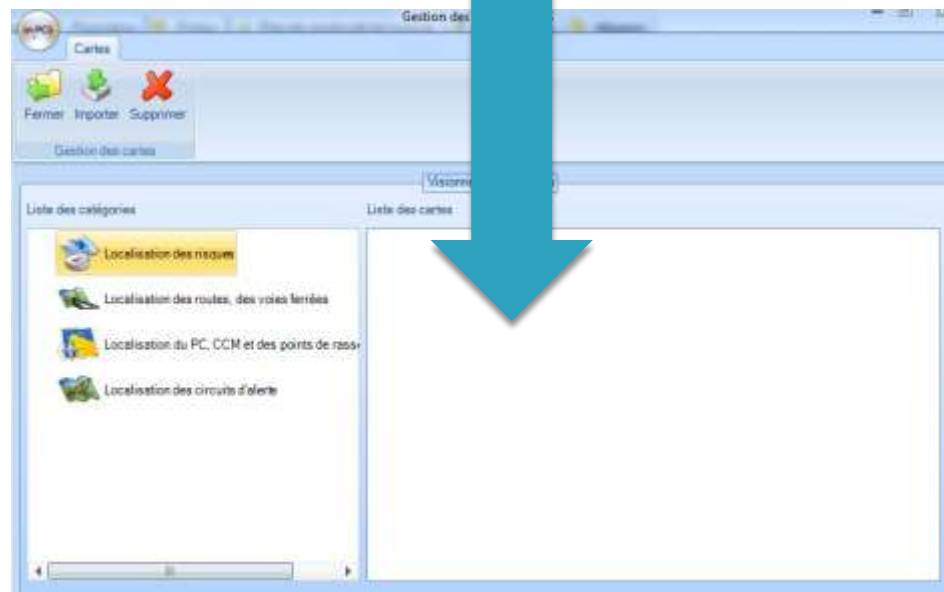 Gestion des
Cartes
Fermer Importer Supprimer
Gestion des cartes
Visionne
Liste des catégories
Liste des cartes
Localisation des risques
Localisation des routes, des voies ferrées
Localisation du PC, CCM et des points de rass
Localisation des circuits d'alerte